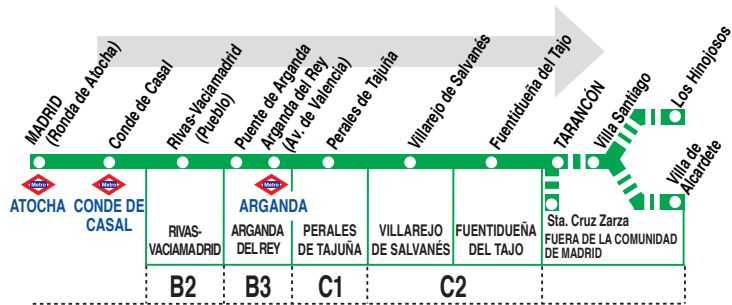 MADRID
(Ronda de Atocha)
Conde de Casal
Rivas-Vaciamadrid
(Pueblo)
Puente de Arganda
Arganda del Rey
(Av. de Valencia)
Perales de Tajuña
Villarejo de Salvanés
Fuentidueña del Tajo
TARANCÓN
Villa Santiago
Los Hinojosos
Villa de
Alcardete
Metro
Metro
Metro
ATOCHA
CONDE DE
CASAL
ARGANDA
Sta. Cruz Zarza
RIVAS-
VACIAMADRID
ARGANDA
DEL REY
PERALES
DE TAJUÑA
VILLAREJO
DE SALVANÉS
FUENTIDUEÑA
DEL TAJO
FUERA DE LA COMUNIDAD
DE MADRID
B2
B3
C1
C2